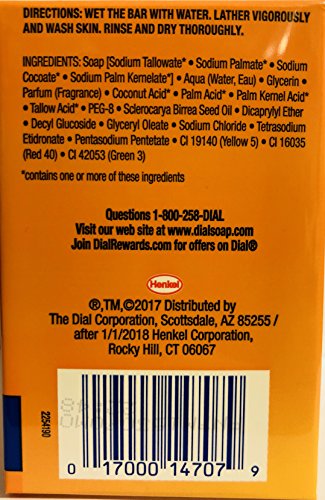 DIRECTIONS: WET THE BAR WITH WATER. LATHER VIGOROUSLY
AND WASH SKIN. RINSE AND DRY THOROUGHLY.
INGREDIENTS: Soap [Sodium Tallowate* • Sodium Palmate* • Sodium
Cocoate* • Sodium Palm Kernelate*] • Aqua (Water, Eau) • Glycerin •
Parfum (Fragrance) • Coconut Acid* • Palm Acid* • Palm Kernel Acid*
• Tallow Acid* • PEG-8 • Sclerocarya Birrea Seed Oil • Dicaprylyl Ether
• Decyl Glucoside • Glyceryl Oleate • Sodium Chloride • Tetrasodium
Etidronate • Pentasodium Pentetate • CI 19140 (Yellow 5) • CI 16035
(Red 40) • CI 42053 (Green 3)
*contains one or more of these ingredients
Questions 1-800-258-DIAL
Visit our web site at www.dialsoap.com
Join DialRewards.com for offers on Dial®
Henkel
®,TM,©2017 Distributed by
The Dial Corporation, Scottsdale, AZ 85255 /
after 1/1/2018 Henkel Corporation,
Rocky Hill, CT 06067
2254190
0 17000 14707 9